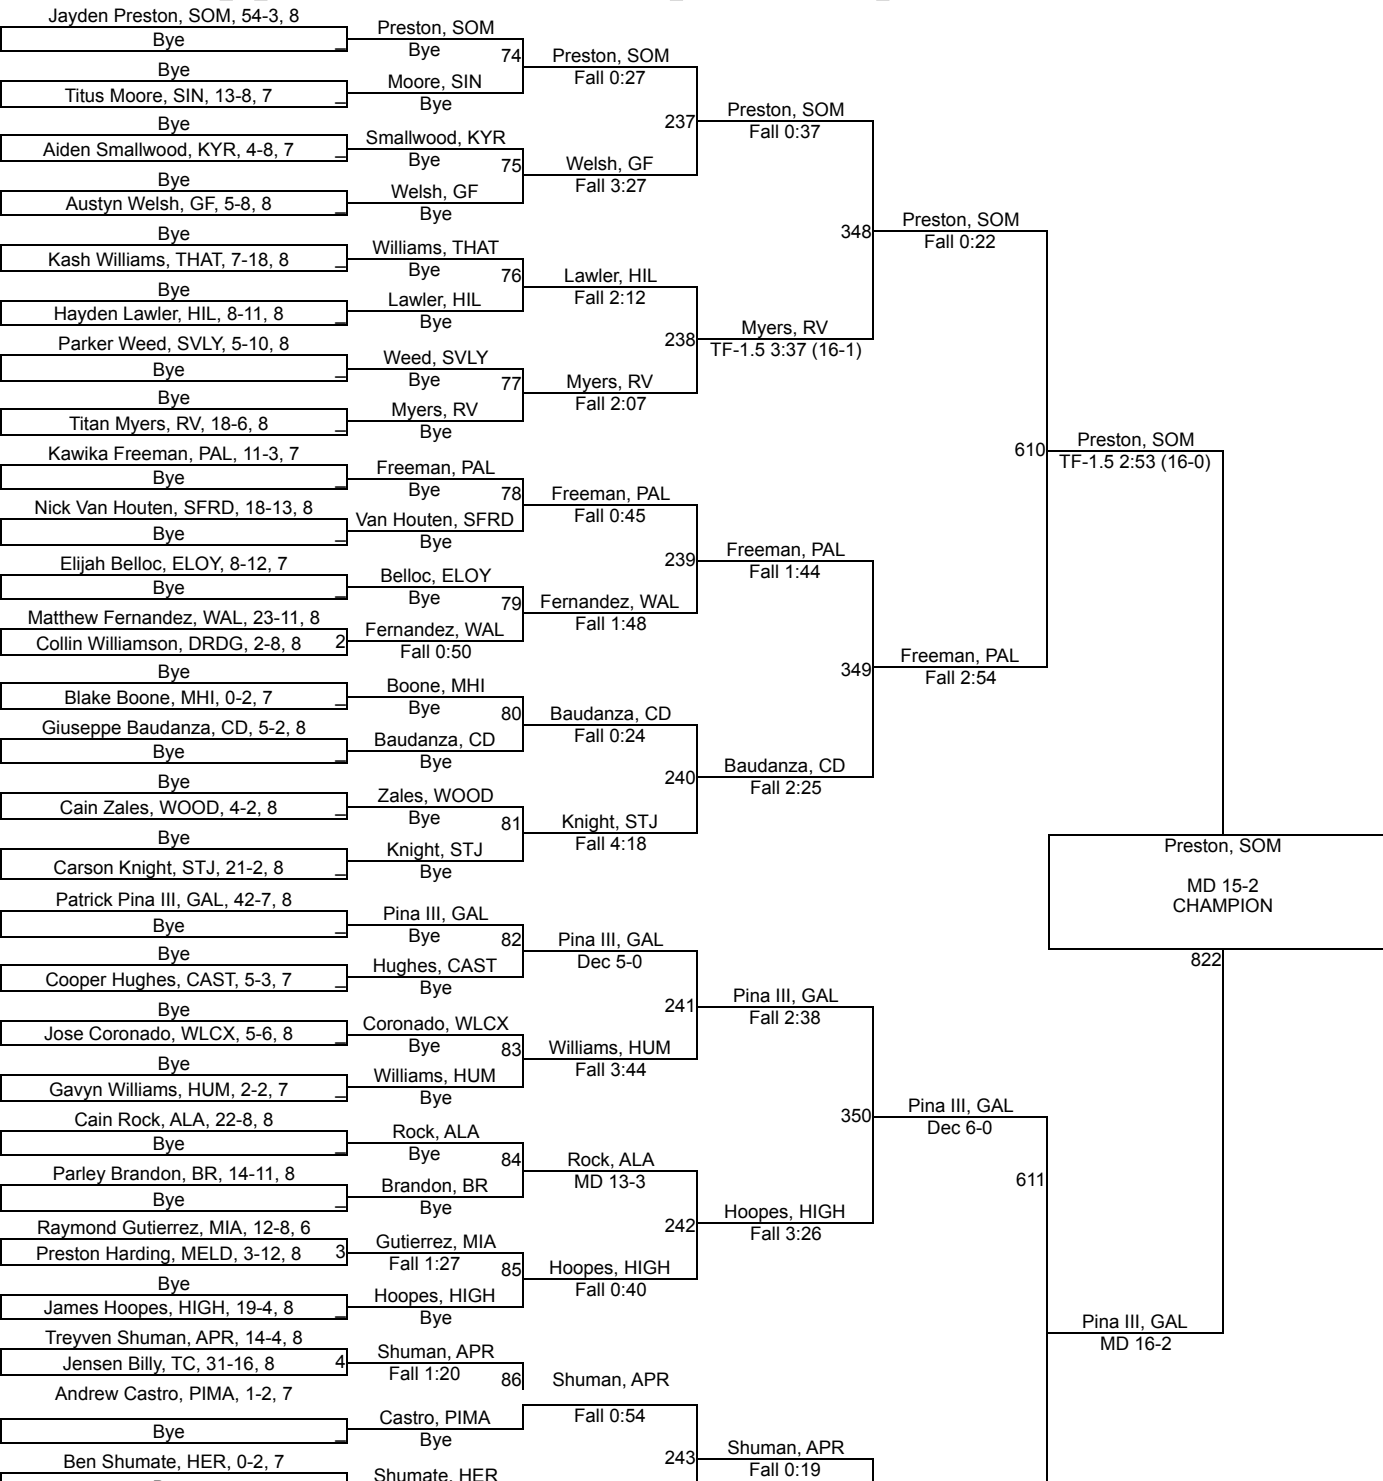 Jayden Preston, SOM, 54-3, 8
Bye _
Bye
Titus Moore, SIN, 13-8, 7 _
Bye
Aiden Smallwood, KYR, 4-8, 7 _
Bye
Austyn Welsh, GF, 5-8, 8 _
Bye
Kash Williams, THAT, 7-18, 8 _
Bye
Hayden Lawler, HIL, 8-11, 8 _
Parker Weed, SVLY, 5-10, 8
Bye _
Bye
Titan Myers, RV, 18-6, 8 _
Kawika Freeman, PAL, 11-3, 7
Bye _
Nick Van Houten, SFRD, 18-13, 8
Bye _
Elijah Belloc, ELOY, 8-12, 7
Bye _
Matthew Fernandez, WAL, 23-11, 8
Collin Williamson, DRDG, 2-8, 8 2
Bye
Blake Boone, MHI, 0-2, 7 _
Giuseppe Baudanza, CD, 5-2, 8
Bye _
Bye
Cain Zales, WOOD, 4-2, 8 _
Bye
Carson Knight, STJ, 21-2, 8 _
Patrick Pina III, GAL, 42-7, 8
Bye _
Bye
Cooper Hughes, CAST, 5-3, 7 _
Bye
Jose Coronado, WLCX, 5-6, 8 _
Bye
Gavyn Williams, HUM, 2-2, 7 _
Cain Rock, ALA, 22-8, 8
Bye _
Parley Brandon, BR, 14-11, 8
Bye _
Raymond Gutierrez, MIA, 12-8, 6
Preston Harding, MELD, 3-12, 8 3
Bye
James Hoopes, HIGH, 19-4, 8 _
Treyven Shuman, APR, 14-4, 8
Jensen Billy, TC, 31-16, 8 4
Andrew Castro, PIMA, 1-2, 7
Bye _
Ben Shumate, HER, 0-2, 7
Preston, SOM
Bye
74
Moore, SIN
Bye
Smallwood, KYR
Bye
75
Welsh, GF
Bye
Williams, THAT
Bye
76
Lawler, HIL
Bye
Weed, SVLY
Bye
77
Myers, RV
Bye
Freeman, PAL
Bye
78
Van Houten, SFRD
Bye
Belloc, ELOY
Bye
79
Fernandez, WAL
Fall 0:50
Boone, MHI
Bye
80
Baudanza, CD
Bye
Zales, WOOD
Bye
81
Knight, STJ
Bye
Pina III, GAL
Bye
82
Hughes, CAST
Bye
Coronado, WLCX
Bye
83
Williams, HUM
Bye
Rock, ALA
Bye
84
Brandon, BR
Bye
Gutierrez, MIA
Fall 1:27
85
Hoopes, HIGH
Bye
Shuman, APR
Fall 1:20
86
Castro, PIMA
Bye
Shumate, HER
Preston, SOM
Fall 0:27
237
Welsh, GF
Fall 3:27
Lawler, HIL
Fall 2:12
238
Myers, RV
Fall 2:07
Freeman, PAL
Fall 0:45
239
Fernandez, WAL
Fall 1:48
Baudanza, CD
Fall 0:24
240
Knight, STJ
Fall 4:18
Pina III, GAL
Dec 5-0
241
Williams, HUM
Fall 3:44
Rock, ALA
MD 13-3
242
Hoopes, HIGH
Fall 0:40
Shuman, APR
Fall 0:54
243
Preston, SOM
Fall 0:37
348
Myers, RV
TF-1.5 3:37 (16-1)
Freeman, PAL
Fall 1:44
349
Baudanza, CD
Fall 2:25
Pina III, GAL
Fall 2:38
350
Hoopes, HIGH
Fall 3:26
Shuman, APR
Fall 0:19
Preston, SOM
Fall 0:22
610
Freeman, PAL
Fall 2:54
Pina III, GAL
Dec 6-0
611
Preston, SOM
TF-1.5 2:53 (16-0)
Preston, SOM
MD 15-2
CHAMPION
822
Pina III, GAL
MD 16-2